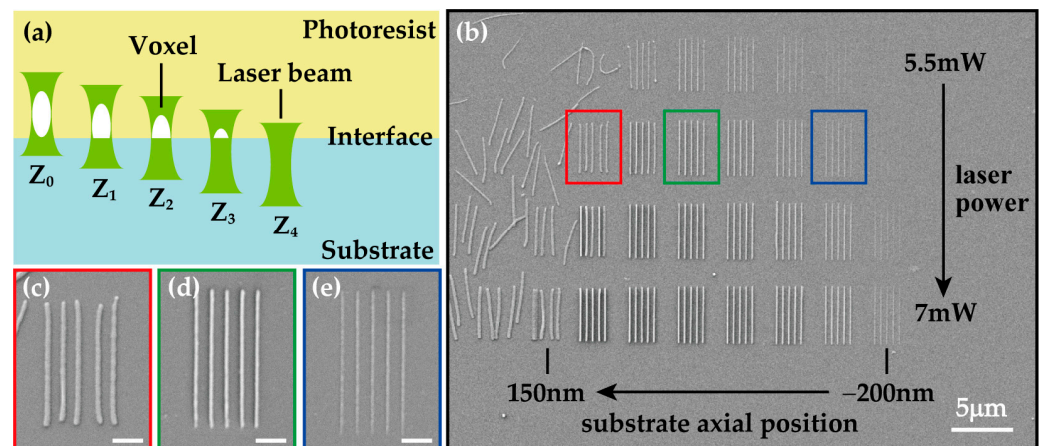 (a)
Photoresist
Voxel
Laser beam
Interface
Z0
Z1
Z2
Z3
Z4
Substrate
(b)
5.5mW
laser
power
7mW
150nm
−200nm
substrate axial position
5μm
(c)
(d)
(e)